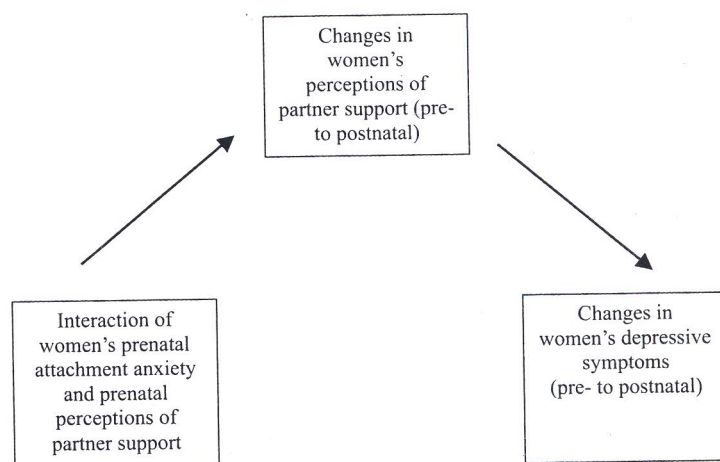 Changes in
women's
perceptions of
partner support (pre-
to postnatal)
Interaction of
women's prenatal
attachment anxiety
and prenatal
perceptions of
partner support
Changes in
women's depressive
symptoms
(pre- to postnatal)